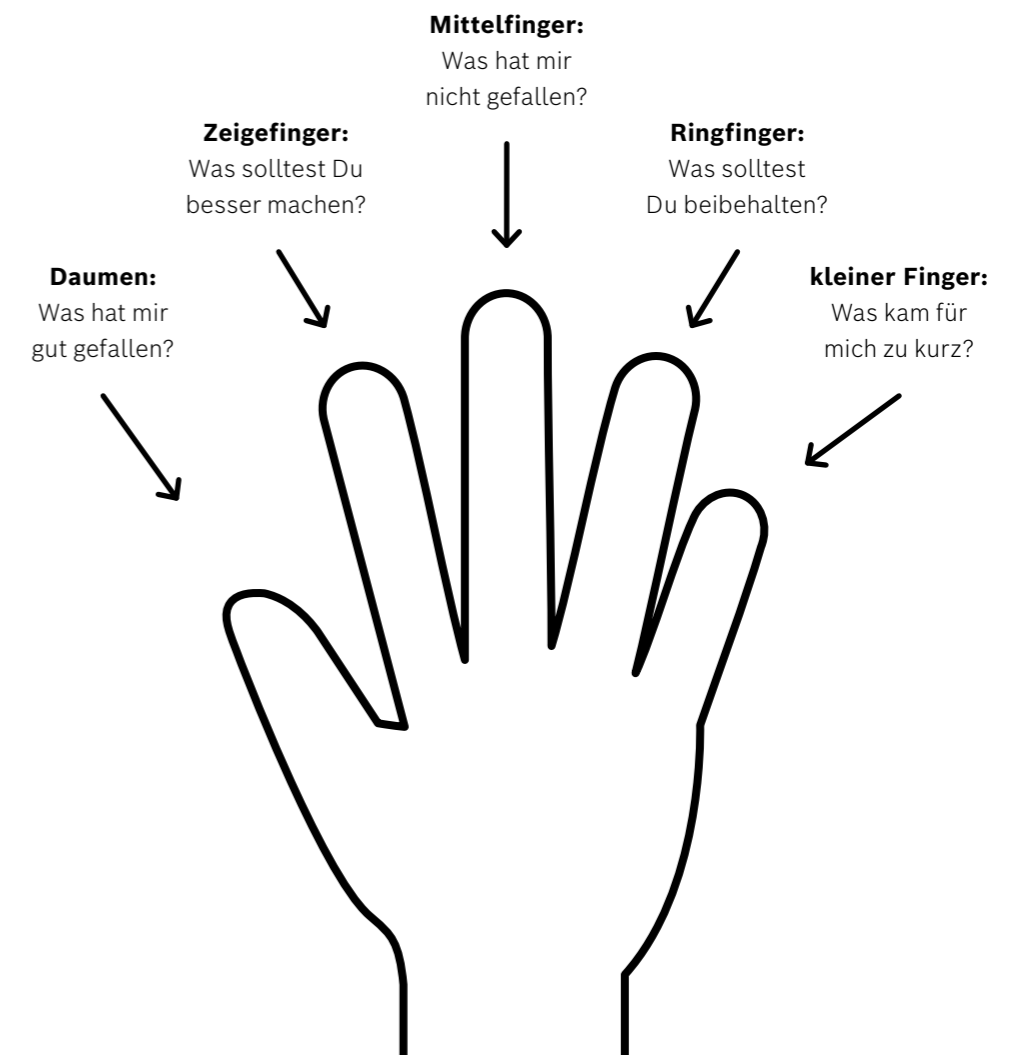 Mittelfinger:
Was hat mir
nicht gefallen?
Zeigefinger:
Was solltest Du
besser machen?
Ringfinger:
Was solltest
Du beibehalten?
Daumen:
Was hat mir
gut gefallen?
kleiner Finger:
Was kam für
mich zu kurz?